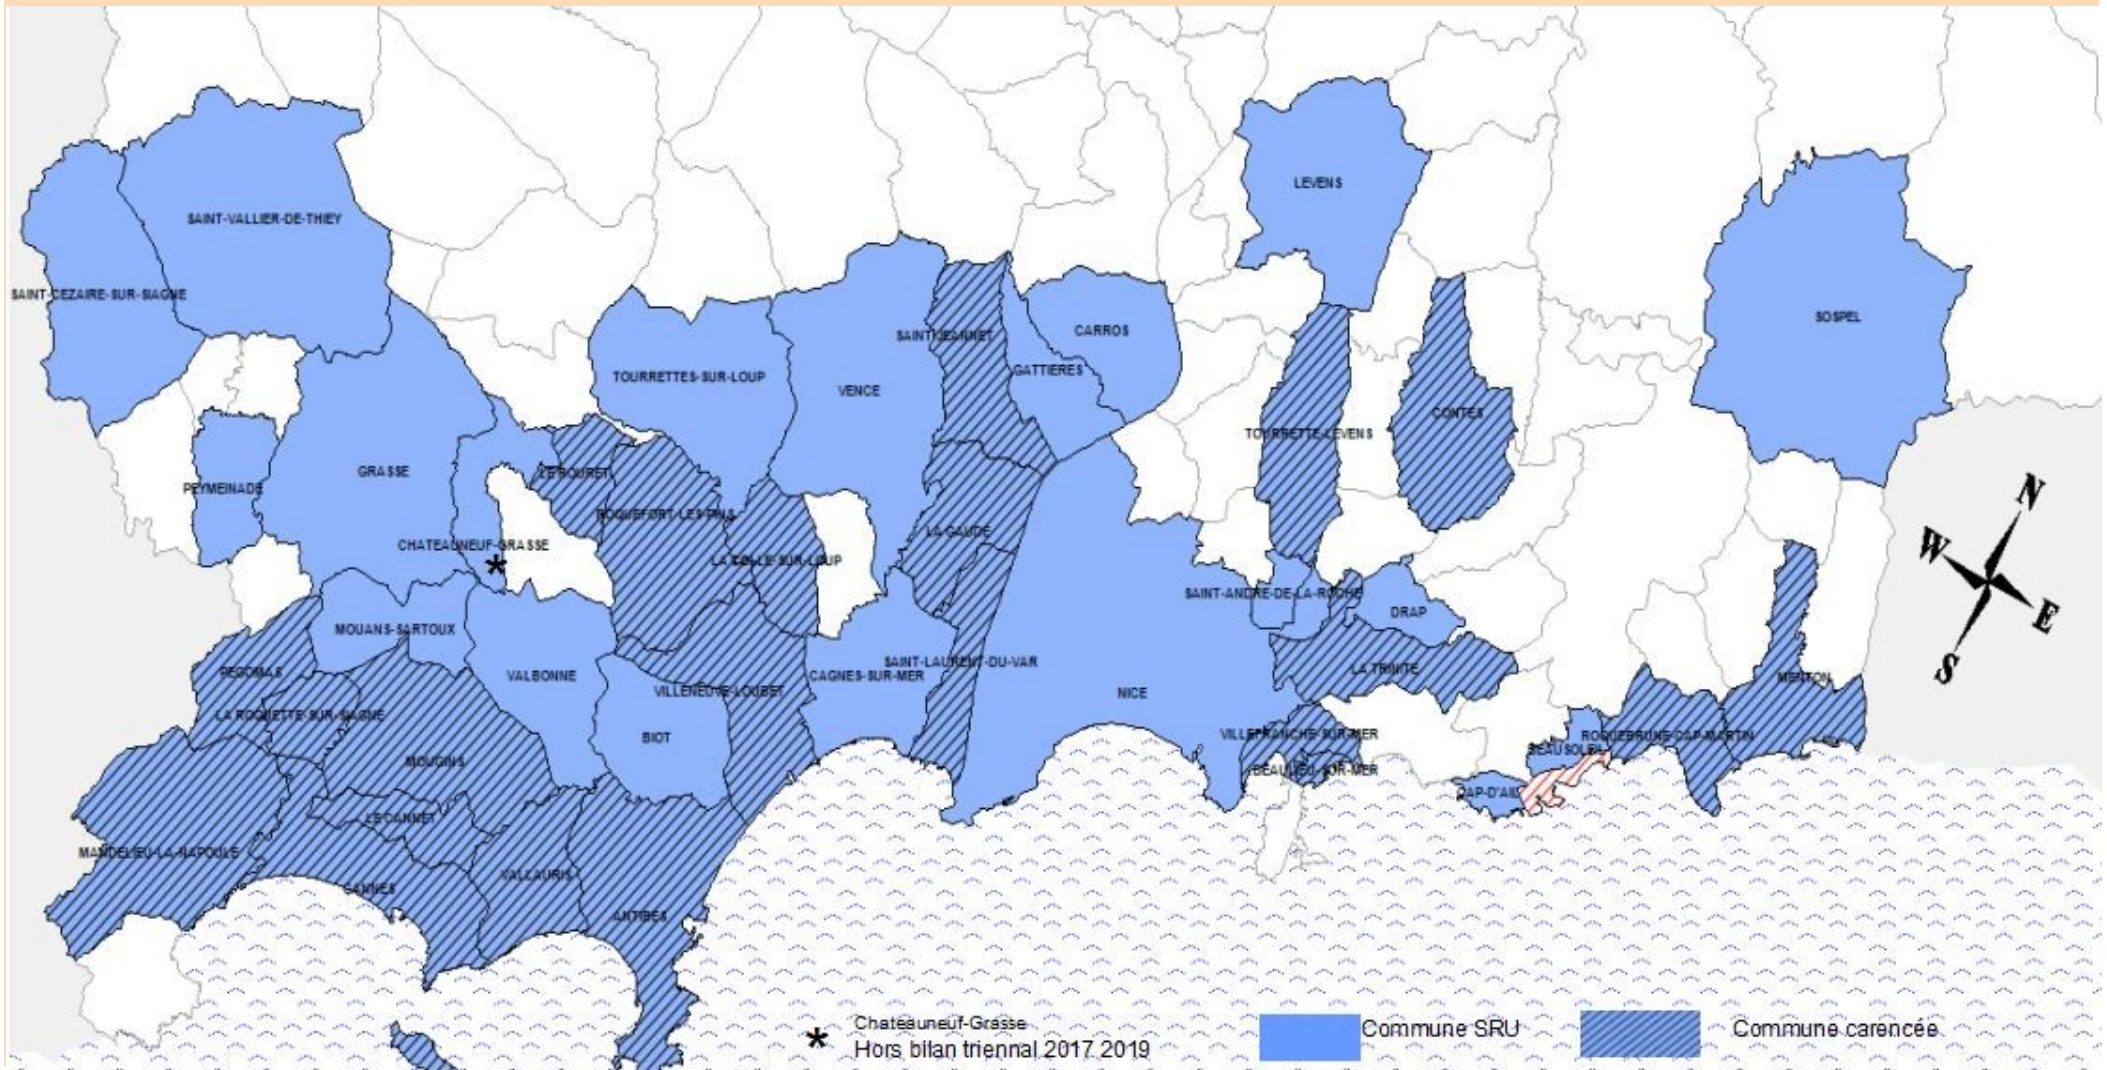 LEVENS
SAINT-VALLIER-DE-THIEY
SAINT-CEZAIRE-SUR-SIAGNE
SOSPEL
CARROS
SAINT-JEANNET
GATTIERES
TOURRETTES-SUR-LOUP
VENCE
CONTES
TOURRETTE-LEVENS
GRASSE
LE ROURET
PEYMEINADE
ROQUEFORT-LES-PINS
LA GAUDE
CHATEAUNEUF-GRASSE
*
LA COLLE-SUR-LOUP
N
W
E
S
SAINT-ANDRE-DE-LA-ROCHE
DRAP
MOUANS-SARTOUX
PEGOMAS
VALBONNE
CAGNES-SUR-MER
SAINT-LAURENT-DU-VAR
LA TRINITE
MENTON
VILLENEUVE-LOUBET
NICE
LA ROQUETTE-SUR-SIAGNE
BIOT
VILLEFRANCHE-SUR-MER
ROQUEBRUNE-CAP-MARTIN
BEAUSOLEIL
MOUGINS
BEAULIEU-SUR-MER
CAP-D'AIL
LE CANNET
MANDELIEU-LA-NAPOULE
VALLAURIS
CANNES
ANTIBES
* Chateauneuf-Grasse
Hors bilan triennal 2017 2019
Commune SRU
Commune carencée